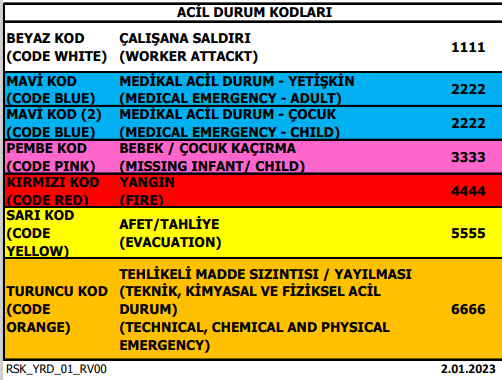 ACİL DURUM KODLARI
BEYAZ KOD
(CODE WHITE)
ÇALIŞANA SALDIRI
(WORKER ATTACKT)
1111
MAVİ KOD
(CODE BLUE)
MEDİKAL ACİL DURUM - YETİŞKİN
(MEDICAL EMERGENCY - ADULT)
2222
MAVİ KOD (2)
(CODE BLUE)
MEDİKAL ACİL DURUM - ÇOCUK
(MEDICAL EMERGENCY - CHILD)
2222
PEMBE KOD
(CODE PINK)
BEBEK / ÇOCUK KAÇIRMA
(MISSING INFANT/ CHILD)
3333
KIRMIZI KOD
(CODE RED)
YANGIN
(FIRE)
4444
SARI KOD
(CODE
YELLOW)
AFET/TAHLİYE
(EVACUATION)
5555
TURUNCU KOD
(CODE
ORANGE)
TEHLİKELİ MADDE SIZINTISI / YAYILMASI
(TEKNİK, KİMYASAL VE FİZİKSEL ACİL
DURUM)
(TECHNICAL, CHEMICAL AND PHYSICAL
EMERGENCY)
6666
RSK_YRD_01_RV00
2.01.2023